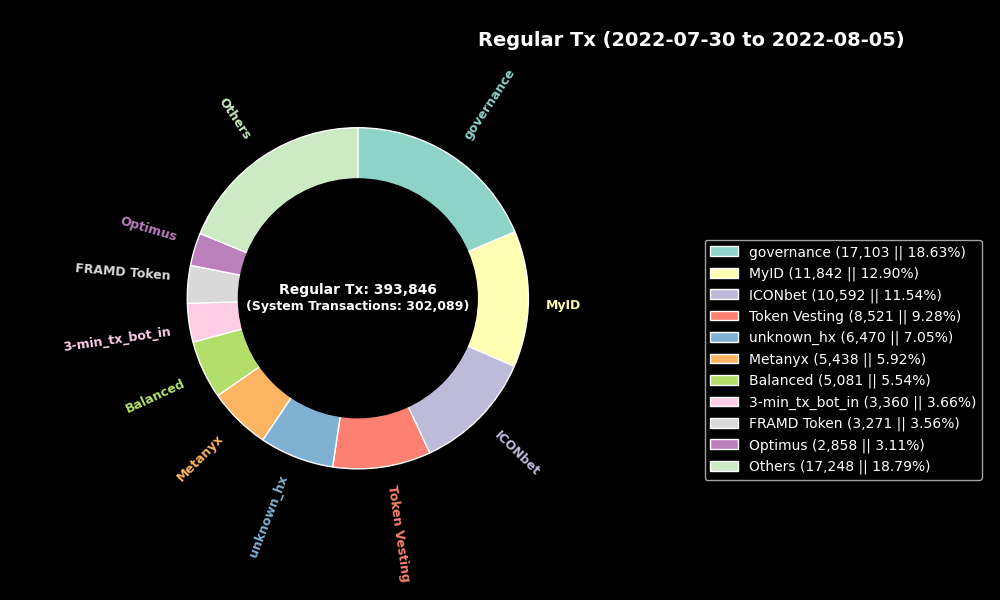 Regular Tx (2022-07-30 to 2022-08-05)
governance
Others
Optimus
FRAMD Token
3-min_tx_bot_in
Balanced
Metanyx
unknown_hx
Token Vesting
ICONbet
MyID
Regular Tx: 393,846
(System Transactions: 302,089)
governance (17,103 || 18.63%)
MyID (11,842 || 12.90%)
ICONbet (10,592 || 11.54%)
Token Vesting (8,521 || 9.28%)
unknown_hx (6,470 || 7.05%)
Metanyx (5,438 || 5.92%)
Balanced (5,081 || 5.54%)
3-min_tx_bot_in (3,360 || 3.66%)
FRAMD Token (3,271 || 3.56%)
Optimus (2,858 || 3.11%)
Others (17,248 || 18.79%)